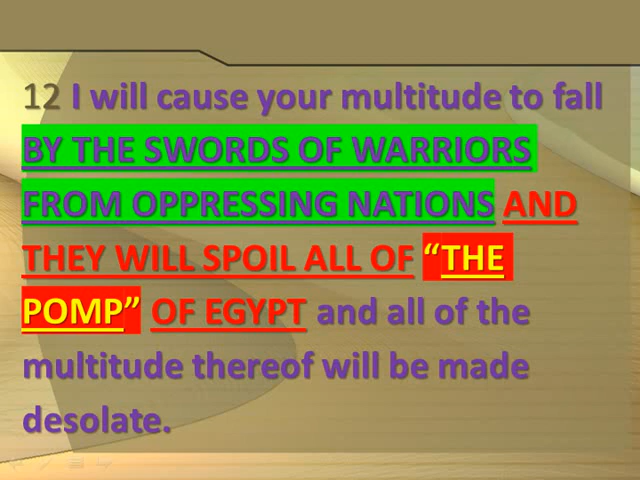 12 I will cause your multitude to fall
BY THE SWORDS OF WARRIORS
FROM OPPRESSING NATIONS AND
THEY WILL SPOIL ALL OF “THE
POMP” OF EGYPT and all of the
multitude thereof will be made
desolate.